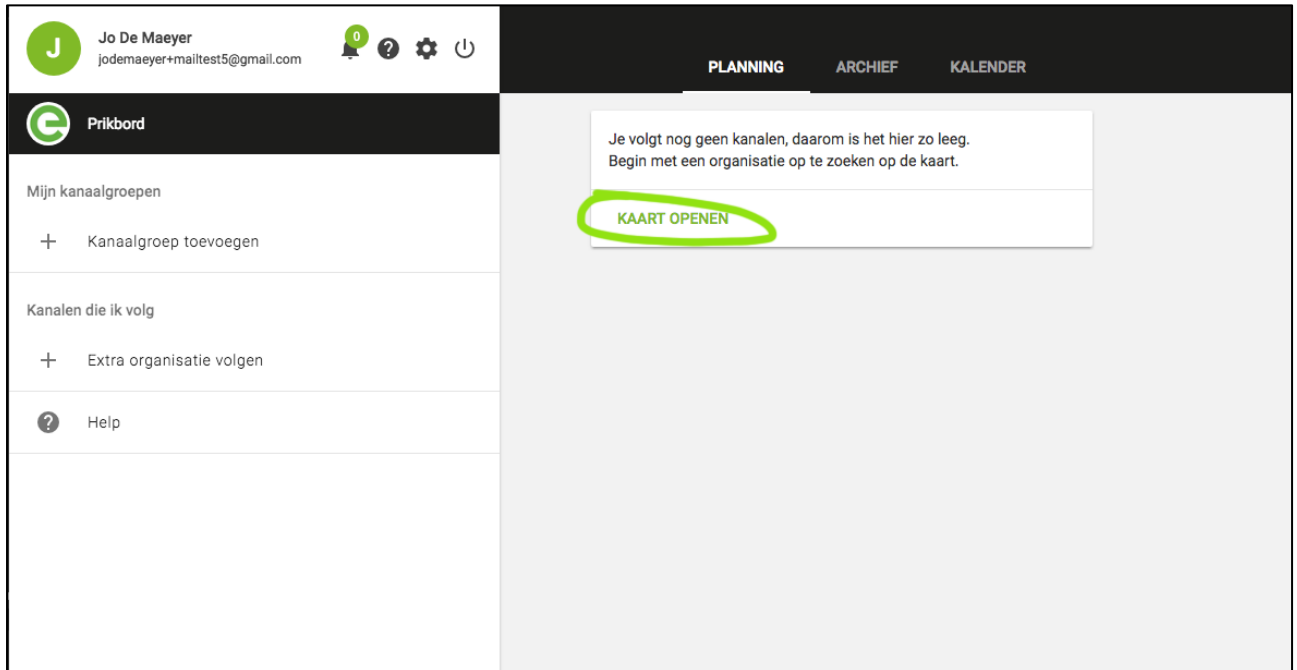 J
Jo De Maeyer
jodemaeyer+mailtest5@gmail.com
0
Prikbord
Mijn kanaalgroepen
+ Kanaalgroep toevoegen
Kanalen die ik volg
+ Extra organisatie volgen
? Help
PLANNING ARCHIEF KALENDER
Je volgt nog geen kanalen, daarom is het hier zo leeg.
Begin met een organisatie op te zoeken op de kaart.
KAART OPENEN